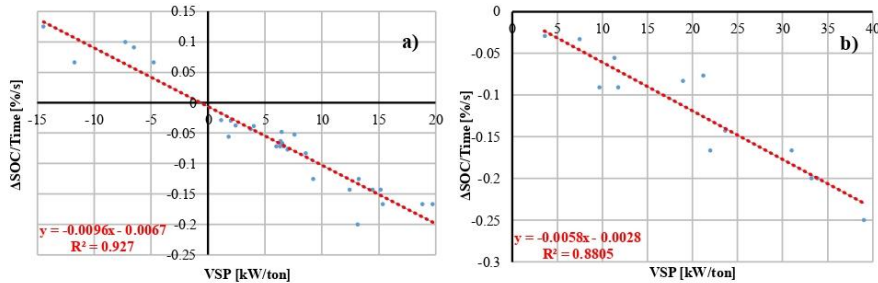 a)
0.15
0.1
0.05
0
-0.05
-0.1
-0.15
-0.2
-0.25
-15 -10 -5 0 5 10 15 20
ΔSOC/Time [%/s]
VSP [kW/ton]
y = -0.0096x - 0.0067
R² = 0.927
b)
0
-0.05
-0.1
-0.15
-0.2
-0.25
-0.3
0 5 10 15 20 25 30 35 40
ΔSOC/Time [%/s]
VSP [kW/ton]
y = -0.0058x - 0.0028
R² = 0.8805